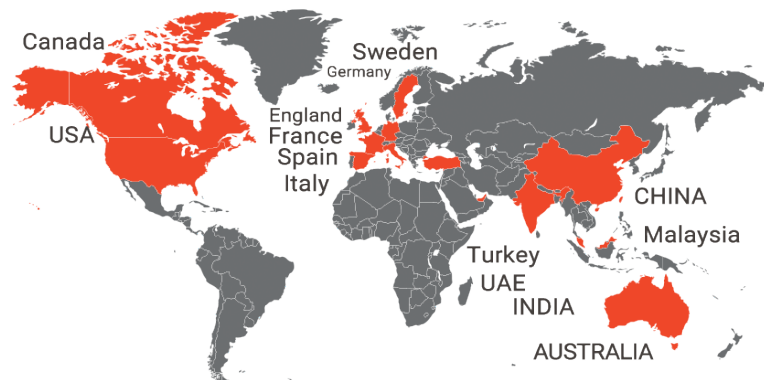 Canada
Sweden
Germany
England
USA
France
Spain
Italy
CHINA
Malaysia
Turkey
UAE
INDIA
AUSTRALIA